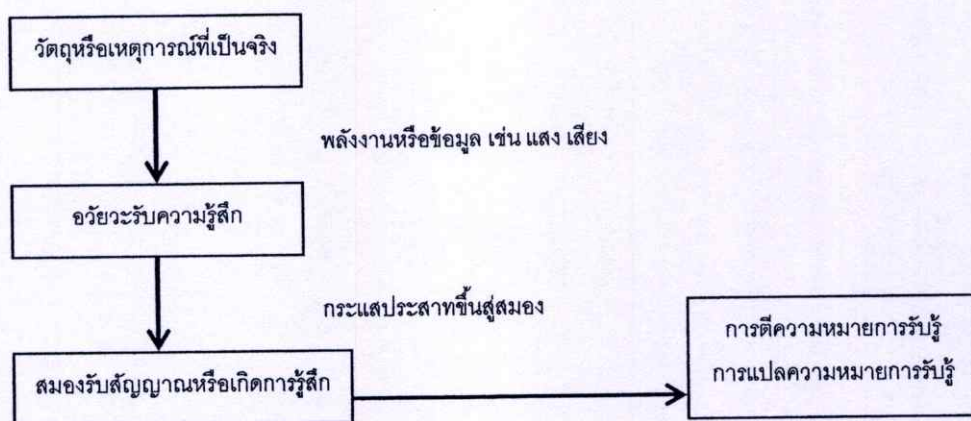 วัตถุหรือเหตุการณ์ที่เป็นจริง
พลังงานหรือข้อมูล เช่น แสง เสียง
อวัยวะรับความรู้สึก
กระแสประสาทขึ้นสู่สมอง
การตีความหมายการรับรู้
การแปลความหมายการรับรู้
สมองรับสัญญาณหรือเกิดการรู้สึก